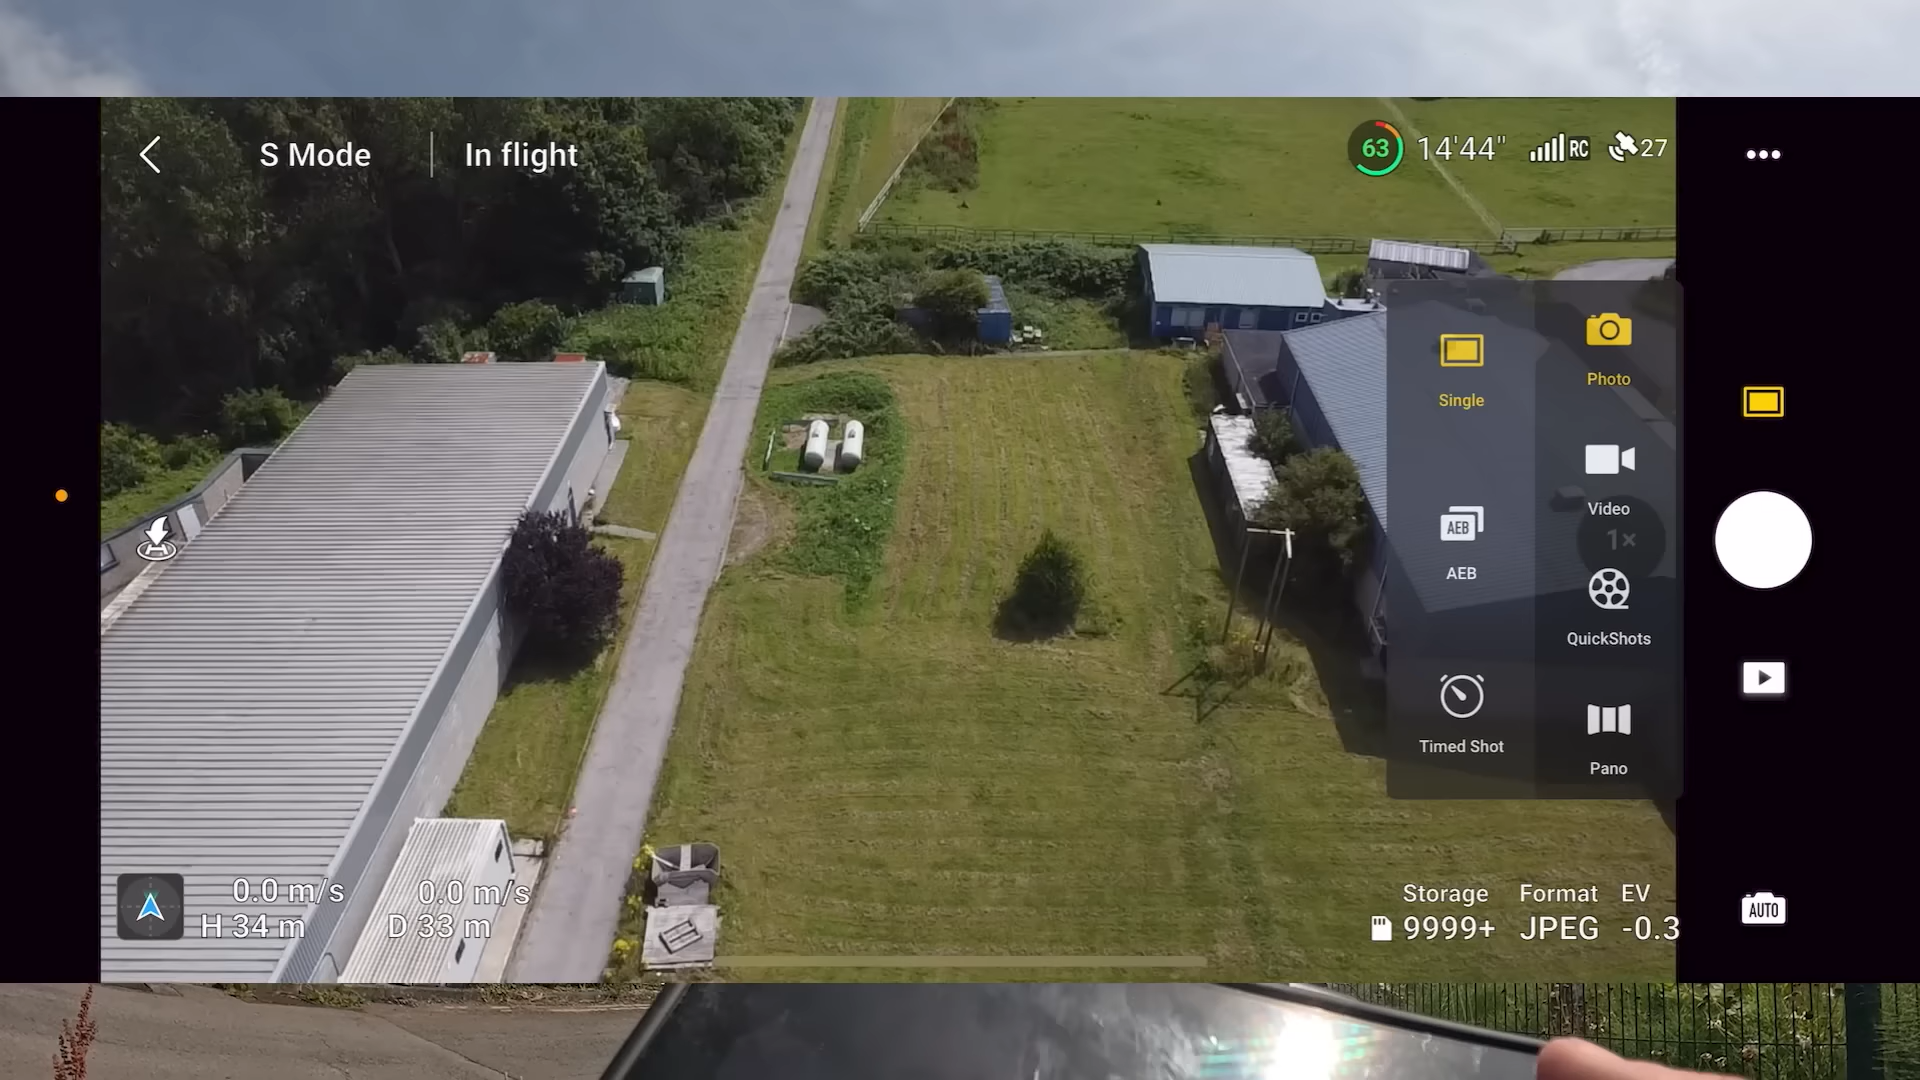 S Mode
In flight
63
14'44"
RC
27
Single
Photo
Video
1×
AEB
AEB
QuickShots
Timed Shot
Pano
0.0 m/s
0.0 m/s
H 34 m
D 33 m
Storage
Format
EV
9999+
JPEG
-0.3
AUTO